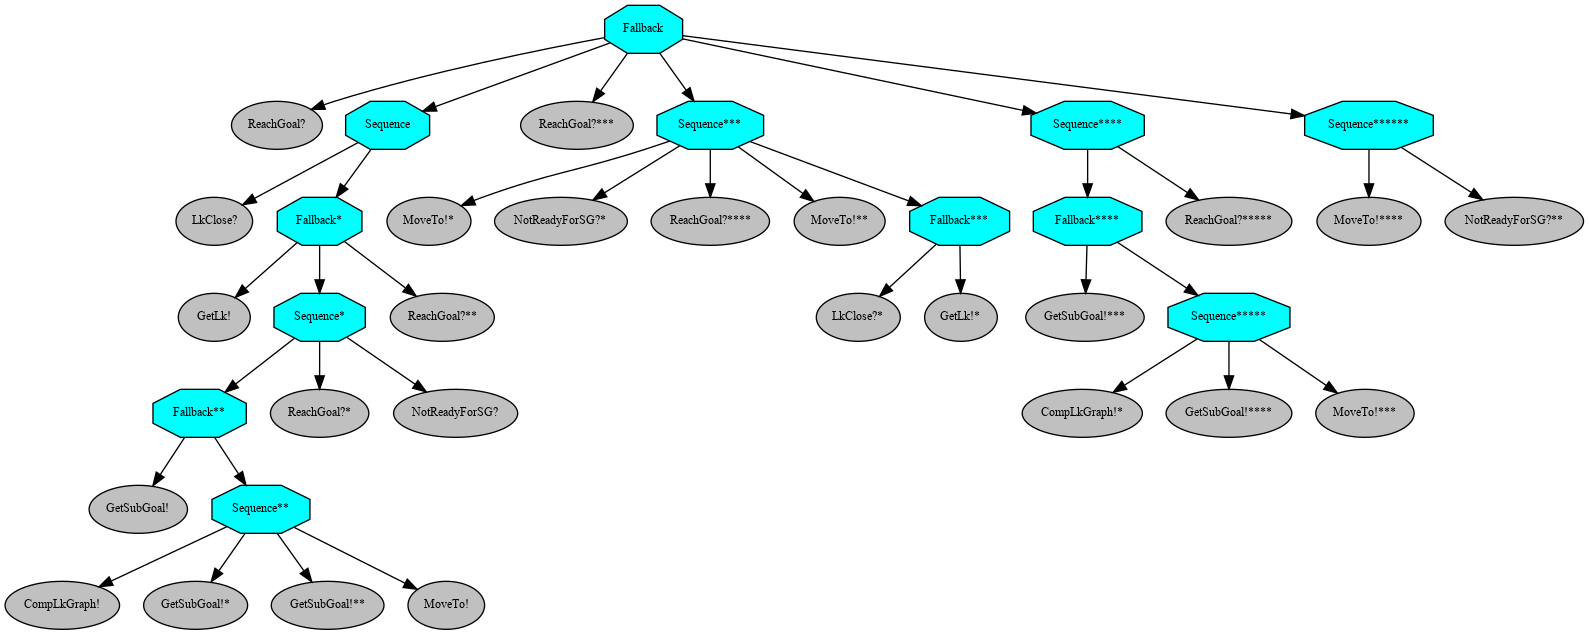 Fallback
ReachGoal?
Sequence
ReachGoal?***
Sequence***
Sequence****
Sequence******
LkClose?
Fallback*
MoveTo!*
NotReadyForSG?*
ReachGoal?****
MoveTo!**
Fallback***
Fallback****
ReachGoal?*****
MoveTo!****
NotReadyForSG?**
GetLk!
Sequence*
ReachGoal?**
LkClose?*
GetLk!*
GetSubGoal!***
Sequence*****
Fallback**
ReachGoal?*
NotReadyForSG?
CompLkGraph!*
GetSubGoal!****
MoveTo!***
GetSubGoal!
Sequence**
CompLkGraph!
GetSubGoal!*
GetSubGoal!**
MoveTo!